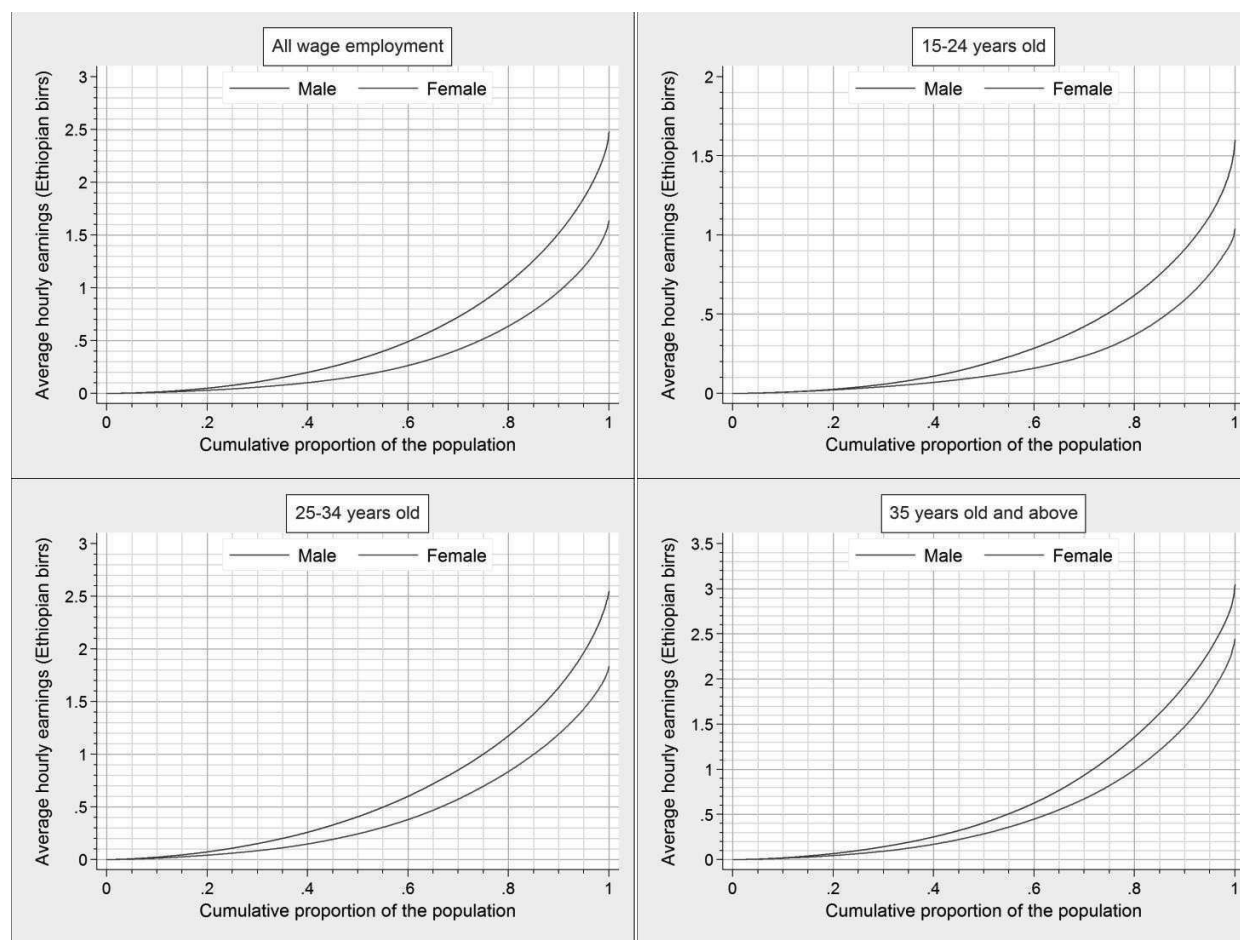 All wage employment
Male Female
Average hourly earnings (Ethiopian birrs)
3
2.5
2
1.5
1
.5
0
0 .2 .4 .6 .8 1
Cumulative proportion of the population
15-24 years old
Male Female
Average hourly earnings (Ethiopian birrs)
2
1.5
1
.5
0
0 .2 .4 .6 .8 1
Cumulative proportion of the population
25-34 years old
Male Female
Average hourly earnings (Ethiopian birrs)
3
2.5
2
1.5
1
.5
0
0 .2 .4 .6 .8 1
Cumulative proportion of the population
35 years old and above
Male Female
Average hourly earnings (Ethiopian birrs)
3.5
3
2.5
2
1.5
1
.5
0
0 .2 .4 .6 .8 1
Cumulative proportion of the population